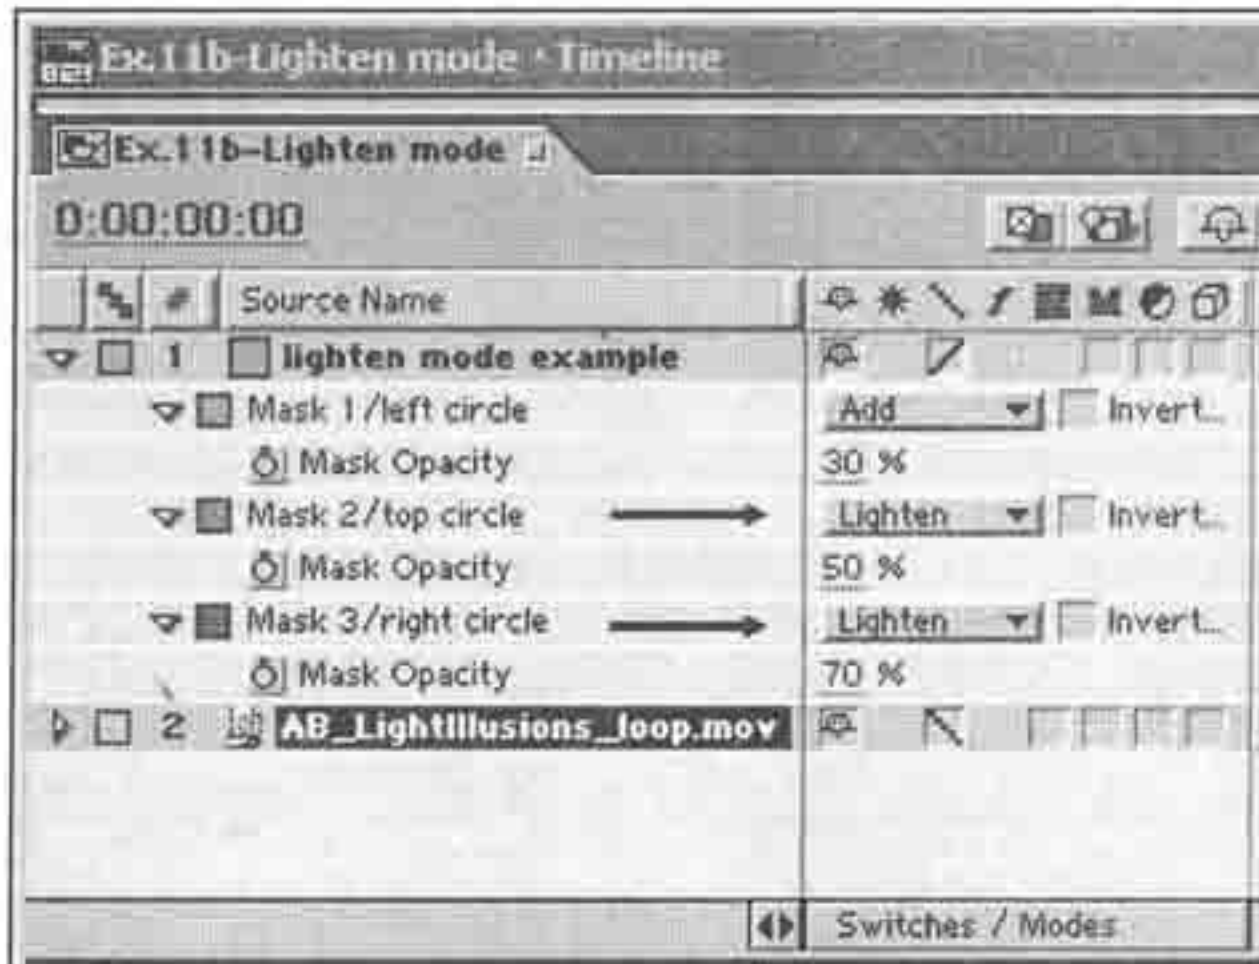 Ex.11b-Lighten mode • Timeline
Ex.11b-Lighten mode
0:00:00:00
# Source Name
1 lighten mode example
Mask 1/left circle Add Invert...
Mask Opacity 30 %
Mask 2/top circle Lighten Invert...
Mask Opacity 50 %
Mask 3/right circle Lighten Invert...
Mask Opacity 70 %
2 AB_LightIllusions_loop.mov
Switches / Modes